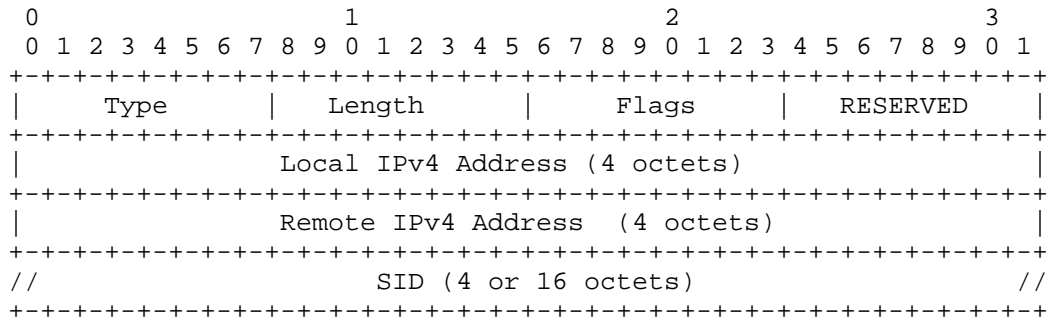 0                   1                   2                   3
 0 1 2 3 4 5 6 7 8 9 0 1 2 3 4 5 6 7 8 9 0 1 2 3 4 5 6 7 8 9 0 1
+-+-+-+-+-+-+-+-+-+-+-+-+-+-+-+-+-+-+-+-+-+-+-+-+-+-+-+-+-+-+-+-+
|     Type      |   Length    |     Flags     |   RESERVED    |
+-+-+-+-+-+-+-+-+-+-+-+-+-+-+-+-+-+-+-+-+-+-+-+-+-+-+-+-+-+-+-+-+
|                Local IPv4 Address (4 octets)                  |
+-+-+-+-+-+-+-+-+-+-+-+-+-+-+-+-+-+-+-+-+-+-+-+-+-+-+-+-+-+-+-+-+
|                Remote IPv4 Address  (4 octets)                |
+-+-+-+-+-+-+-+-+-+-+-+-+-+-+-+-+-+-+-+-+-+-+-+-+-+-+-+-+-+-+-+-+
//                      SID (4 or 16 octets)                    //
+-+-+-+-+-+-+-+-+-+-+-+-+-+-+-+-+-+-+-+-+-+-+-+-+-+-+-+-+-+-+-+-+